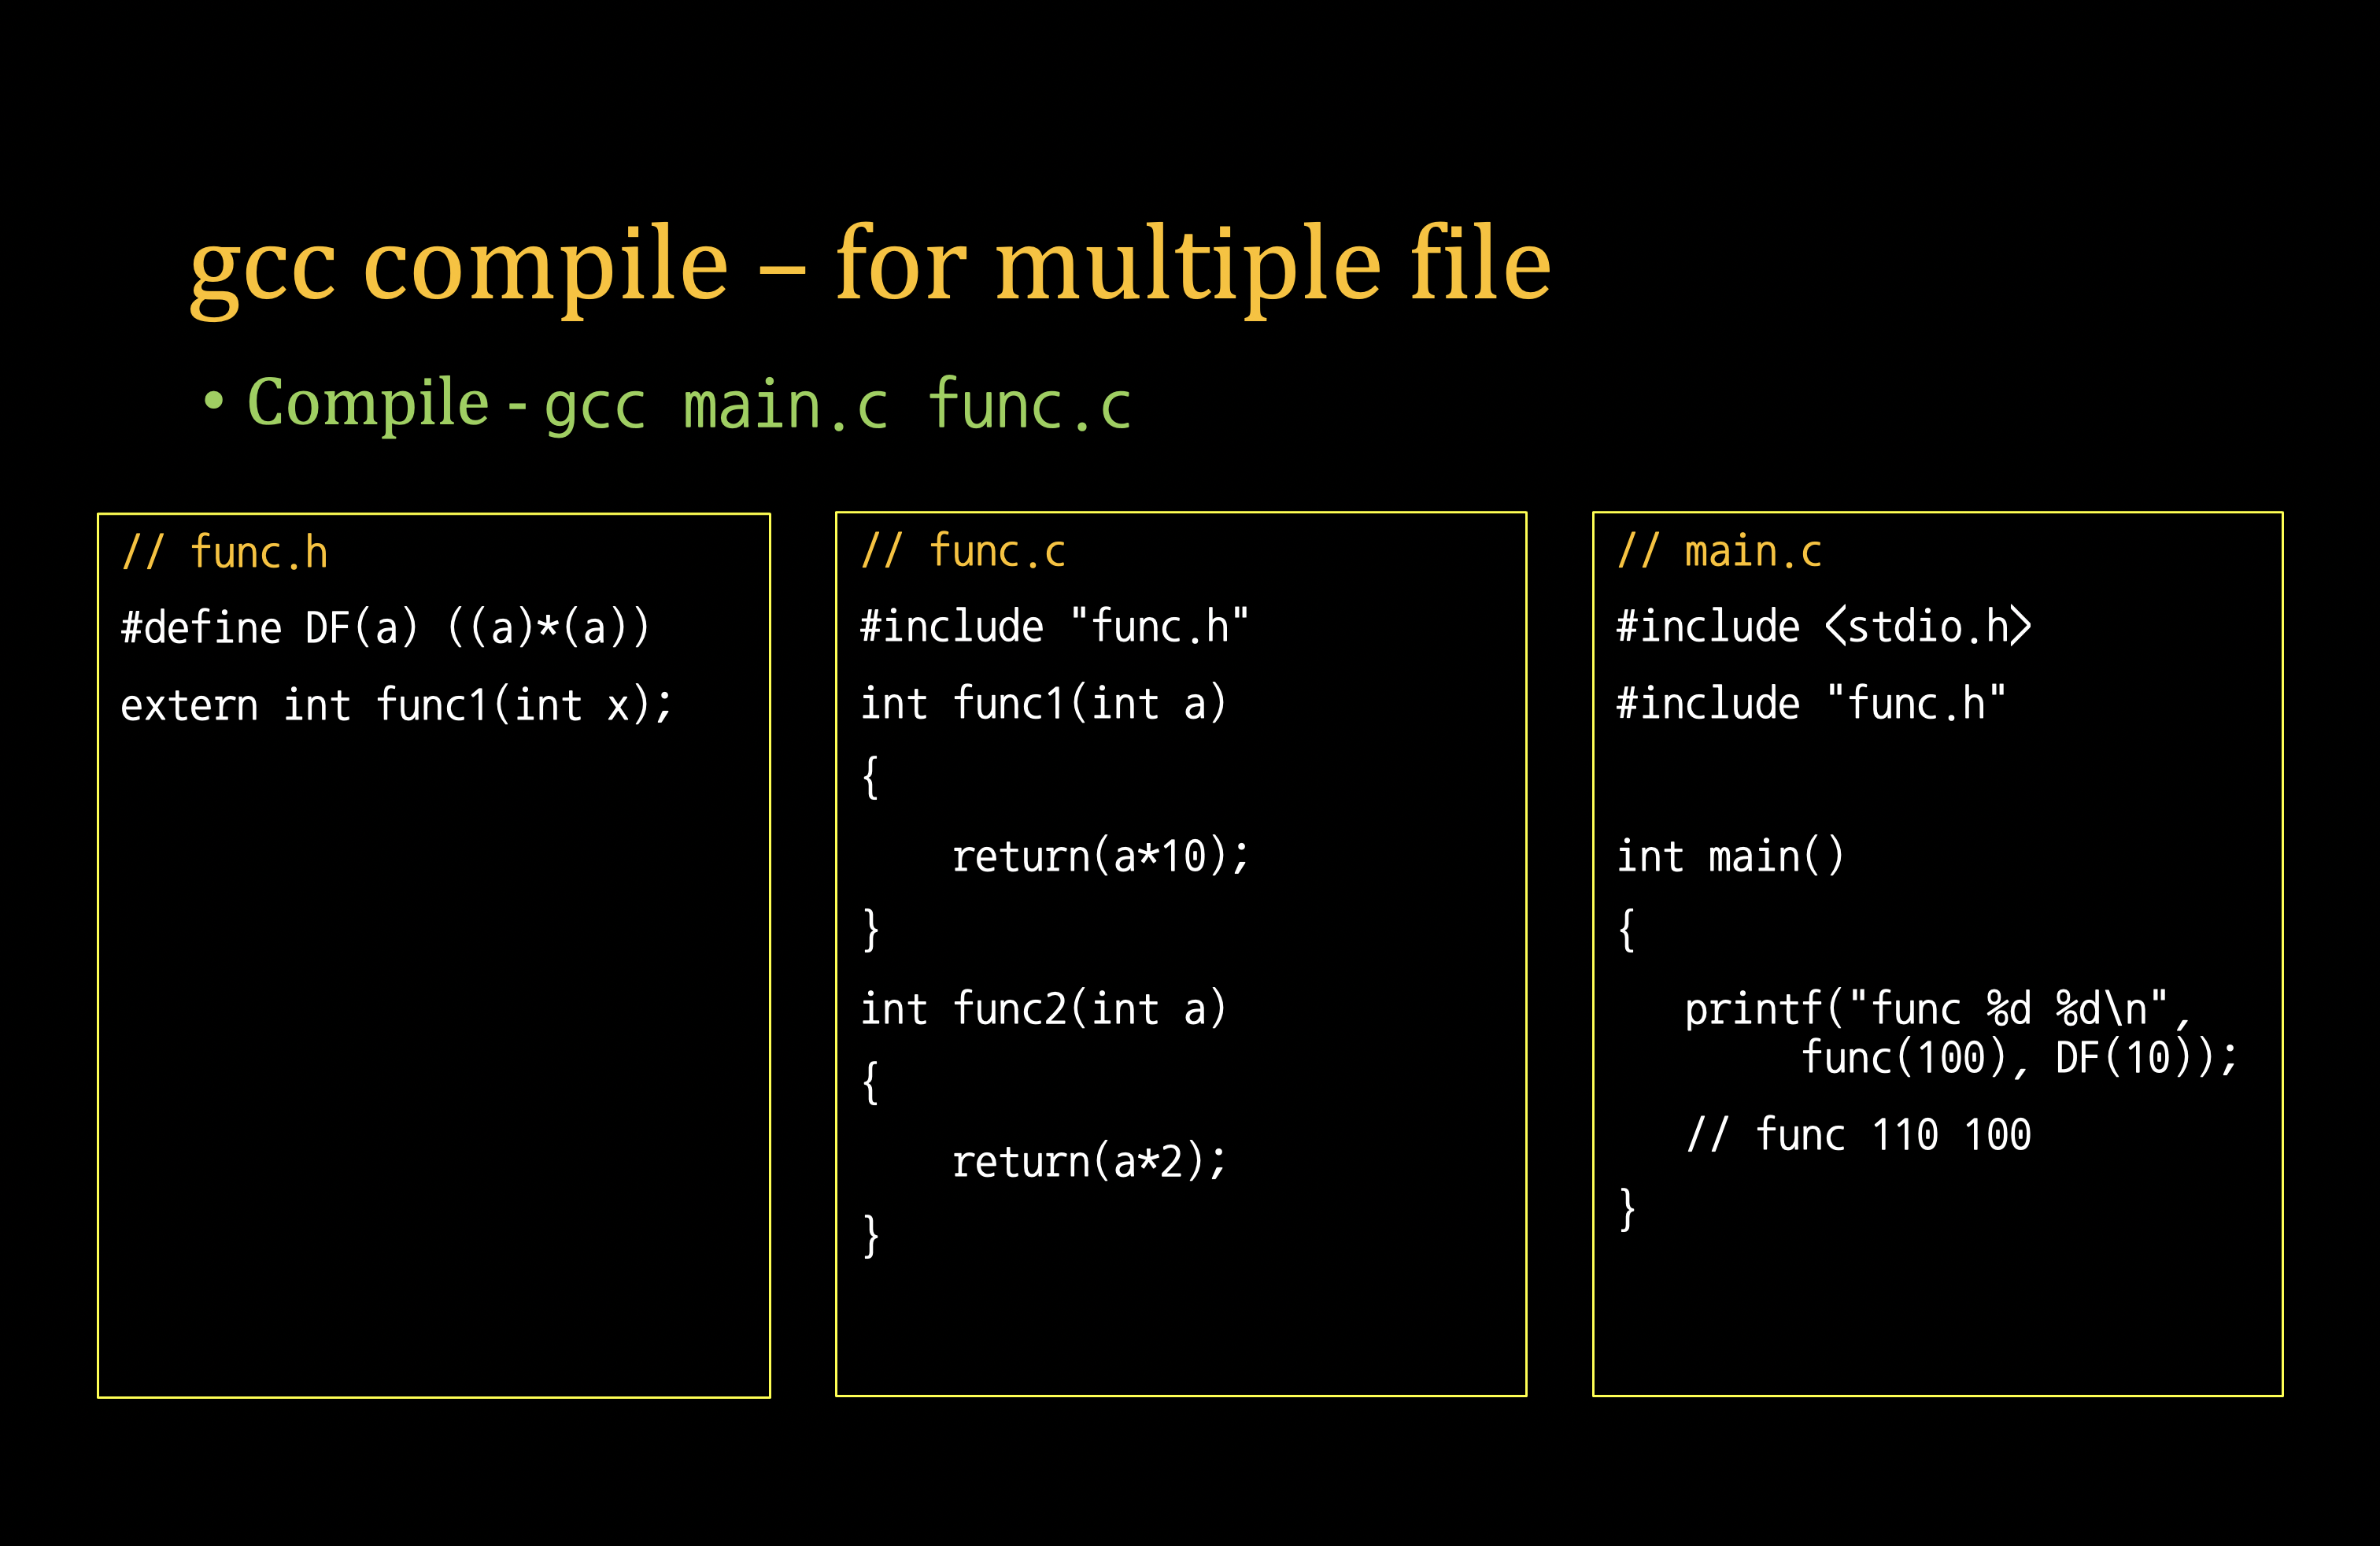 gcc compile – for multiple file
• Compile - gcc main.c func.c
// func.h
#define DF(a) ((a)*(a))
extern int func1(int x);
// func.c
#include "func.h"
int func1(int a)
{
    return(a*10);
}
int func2(int a)
{
    return(a*2);
}
// main.c
#include <stdio.h>
#include "func.h"
int main()
{
   printf("func %d %d\n",
        func(100), DF(10));
   // func 110 100
}